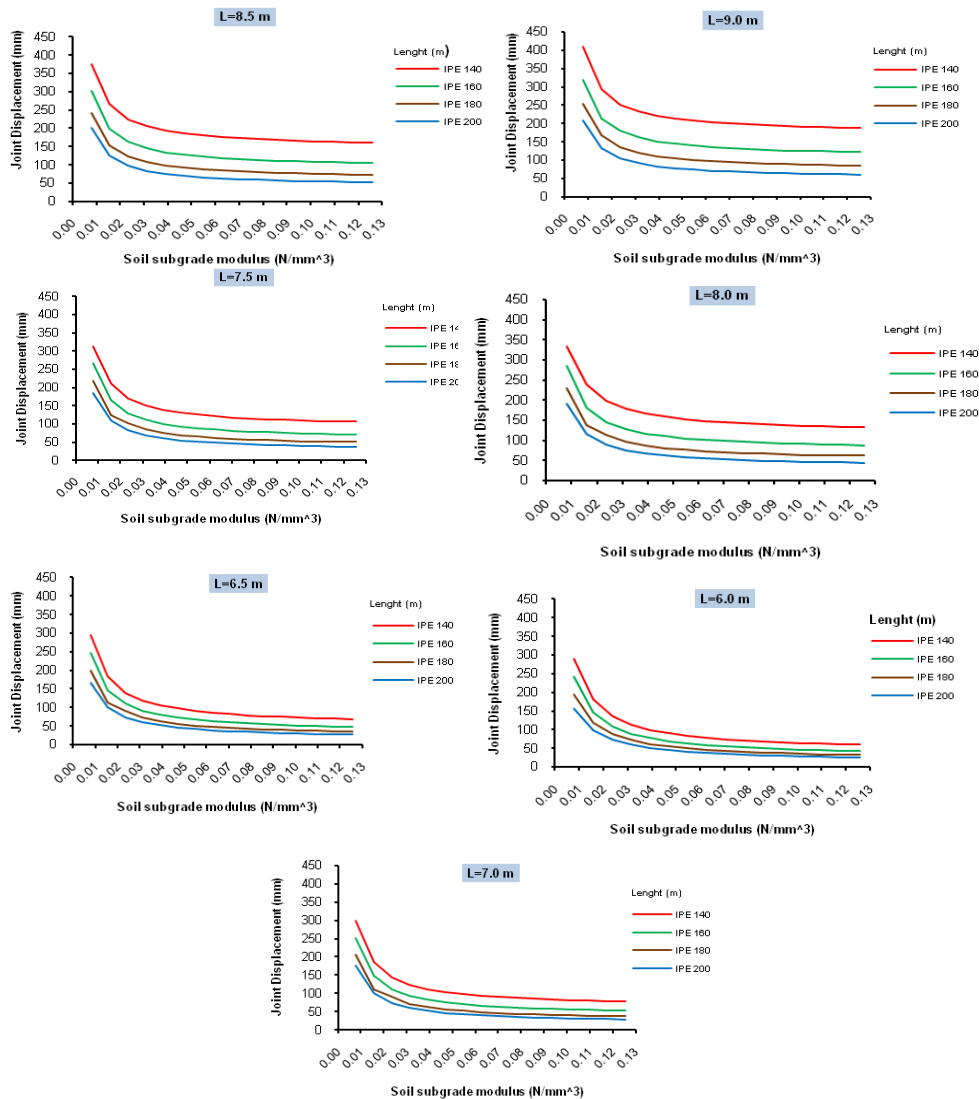 L=8.5 m
Joint Displacement (mm)
450
400
350
300
250
200
150
100
50
0
0.00 0.01 0.02 0.03 0.04 0.05 0.06 0.07 0.08 0.09 0.10 0.11 0.12 0.13
Soil subgrade modulus (N/mm^3)
Lenght (m)
IPE 140
IPE 160
IPE 180
IPE 200
L=9.0 m
Joint Displacement (mm)
450
400
350
300
250
200
150
100
50
0
0.00 0.01 0.02 0.03 0.04 0.05 0.06 0.07 0.08 0.09 0.10 0.11 0.12 0.13
Soil subgrade modulus (N/mm^3)
Lenght (m)
IPE 140
IPE 160
IPE 180
IPE 200
L=7.5 m
Joint Displacement (mm)
450
400
350
300
250
200
150
100
50
0
0.00 0.01 0.02 0.03 0.04 0.05 0.06 0.07 0.08 0.09 0.10 0.11 0.12 0.13
Soil subgrade modulus (N/mm^3)
Lenght (m)
IPE 14
IPE 16
IPE 18
IPE 20
L=8.0 m
Joint Displacement (mm)
450
400
350
300
250
200
150
100
50
0
0.00 0.01 0.02 0.03 0.04 0.05 0.06 0.07 0.08 0.09 0.10 0.11 0.12 0.13
Soil subgrade modulus (N/mm^3)
Lenght (m)
IPE 140
IPE 160
IPE 180
IPE 200
L=6.5 m
Joint Displacement (mm)
450
400
350
300
250
200
150
100
50
0
0.00 0.01 0.02 0.03 0.04 0.05 0.06 0.07 0.08 0.09 0.10 0.11 0.12 0.13
Soil subgrade modulus (N/mm^3)
Lenght (m)
IPE 140
IPE 160
IPE 180
IPE 200
L=6.0 m
Joint Displacement (mm)
450
400
350
300
250
200
150
100
50
0
0.00 0.01 0.02 0.03 0.04 0.05 0.06 0.07 0.08 0.09 0.10 0.11 0.12 0.13
Soil subgrade modulus (N/mm^3)
Lenght (m)
IPE 140
IPE 160
IPE 180
IPE 200
L=7.0 m
Joint Displacement (mm)
450
400
350
300
250
200
150
100
50
0
0.00 0.01 0.02 0.03 0.04 0.05 0.06 0.07 0.08 0.09 0.10 0.11 0.12 0.13
Soil subgrade modulus (N/mm^3)
Lenght (m)
IPE 140
IPE 160
IPE 180
IPE 200